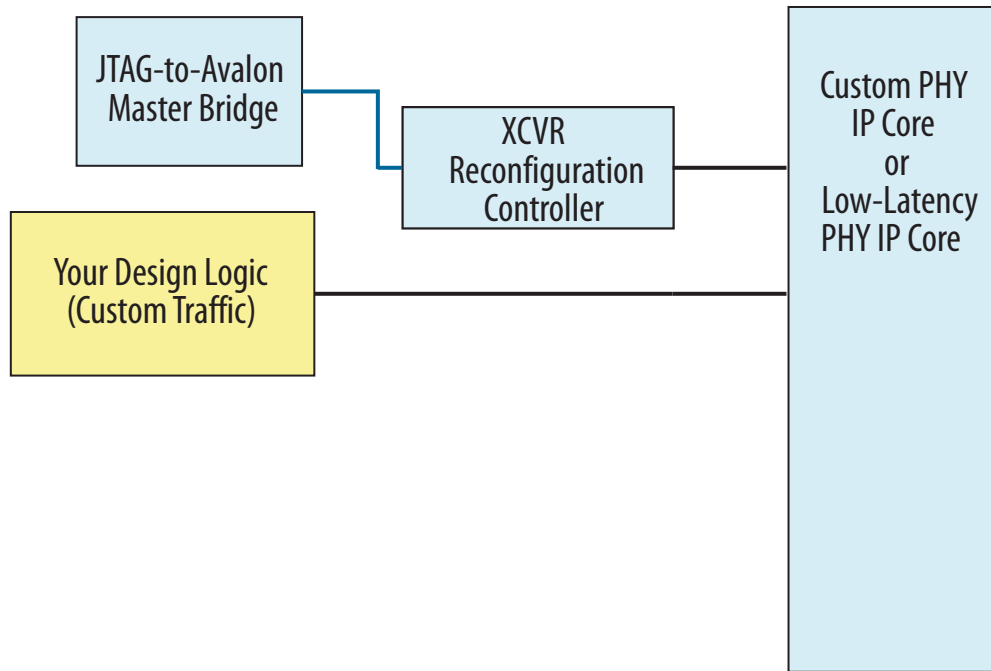 JTAG-to-Avalon
Master Bridge
XCVR
Reconfiguration
Controller
Your Design Logic
(Custom Traffic)
Custom PHY
IP Core
or
Low-Latency
PHY IP Core